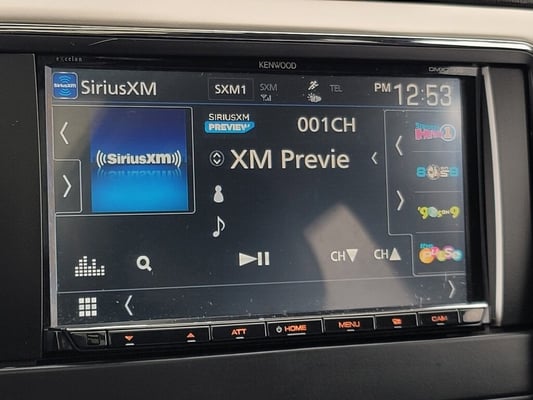 excelon
KENWOOD
SiriusXM
SXM1
SXM
TEL
PM 12:53
SIRIUSXM
PREVIEW
001CH
((SiriusXM))
XM Previe
CH▼
CH▲
ATT
HOME
MENU
CAM